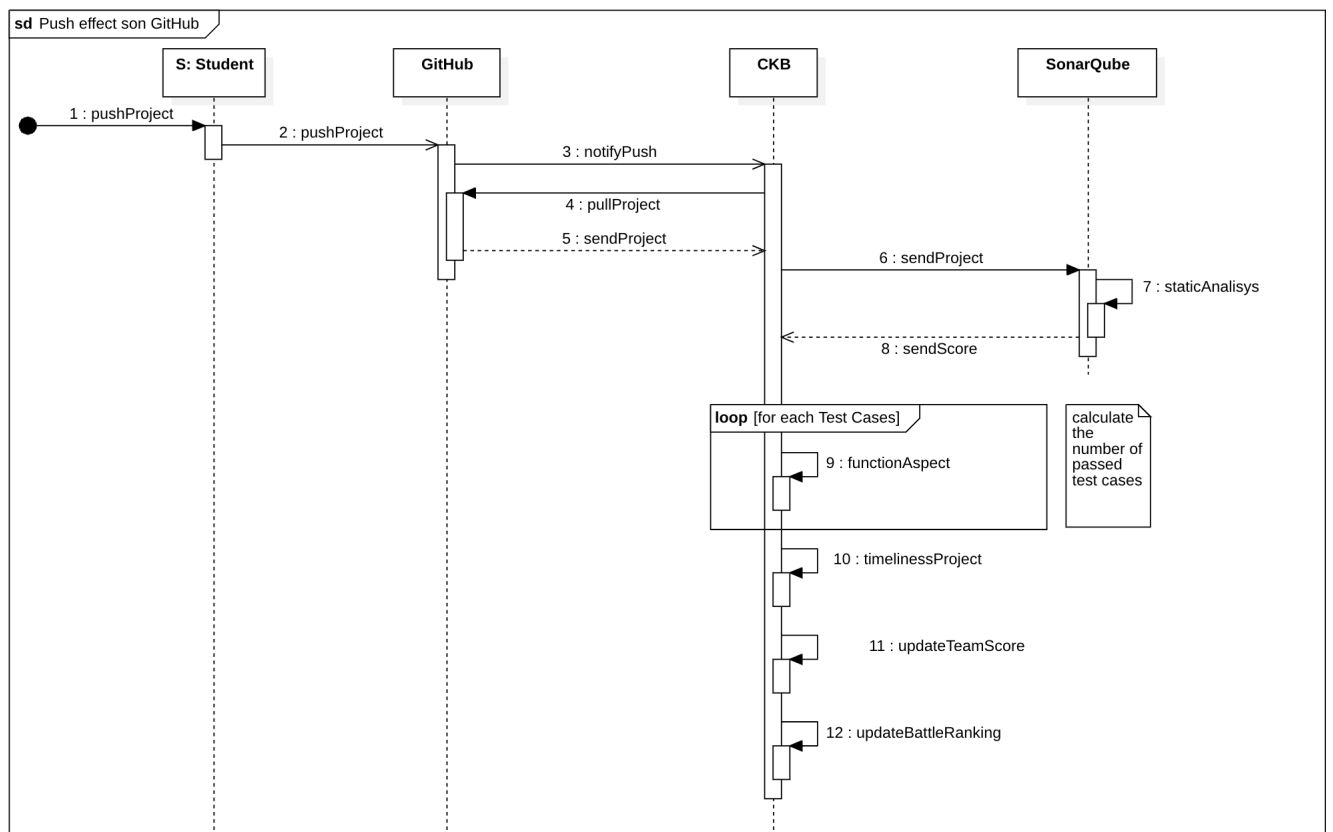 sd Push effect son GitHub
S: Student
GitHub
CKB
SonarQube
1 : pushProject
2 : pushProject
3 : notifyPush
4 : pullProject
5 : sendProject
6 : sendProject
7 : staticAnalisys
8 : sendScore
loop [for each Test Cases]
calculate
the
number of
passed
test cases
9 : functionAspect
10 : timelinessProject
11 : updateTeamScore
12 : updateBattleRanking